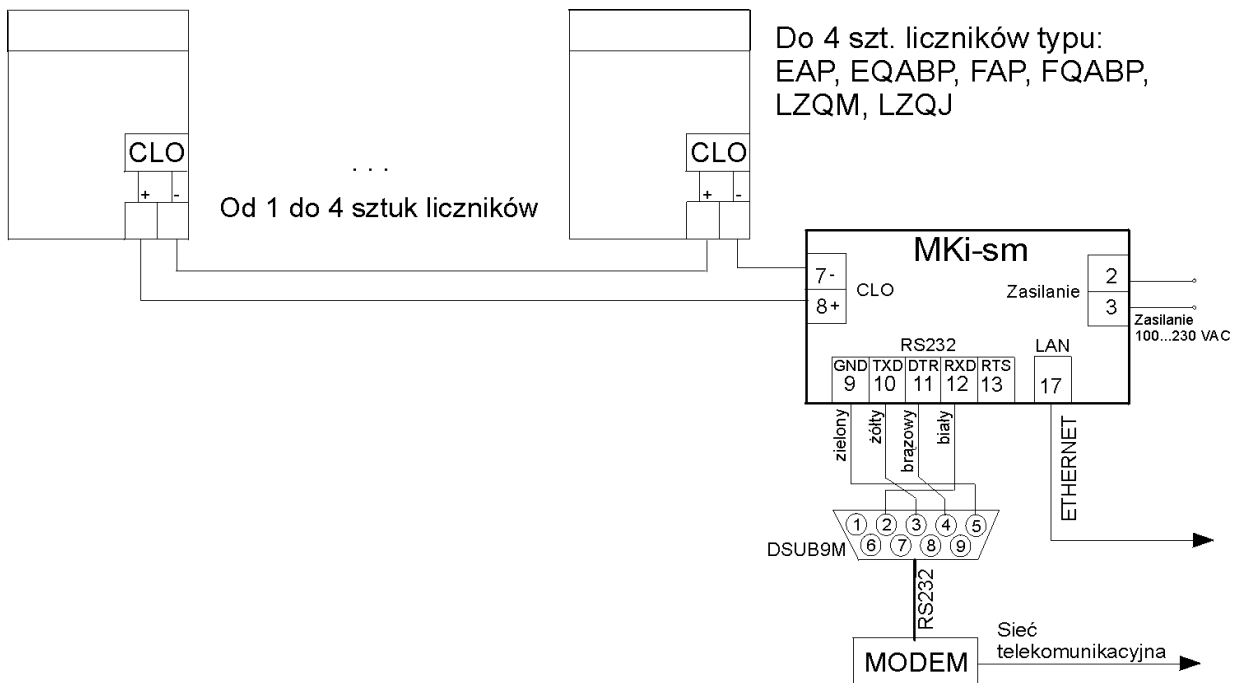 Do 4 szt. liczników typu:
EAP, EQABP, FAP, FQABP,
LZQM, LZQJ
CLO
+ -
. . .
Od 1 do 4 sztuk liczników
CLO
+ -
MKi-sm
7-
8+
CLO
Zasilanie
2
3
Zasilanie
100...230 VAC
RS232
LAN
GND TXD DTR RXD RTS
9 10 11 12 13
17
zielony
żółty
brązowy
biały
ETHERNET
1 2 3 4 5
6 7 8 9
DSUB9M
RS232
MODEM
Sieć
telekomunikacyjna